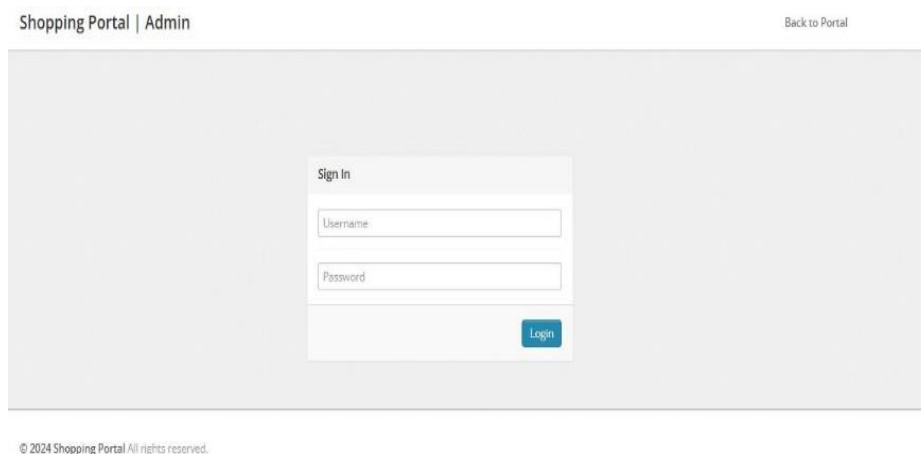 Shopping Portal | Admin
Back to Portal
Sign In
Username
Password
Login
© 2024 Shopping Portal All rights reserved.